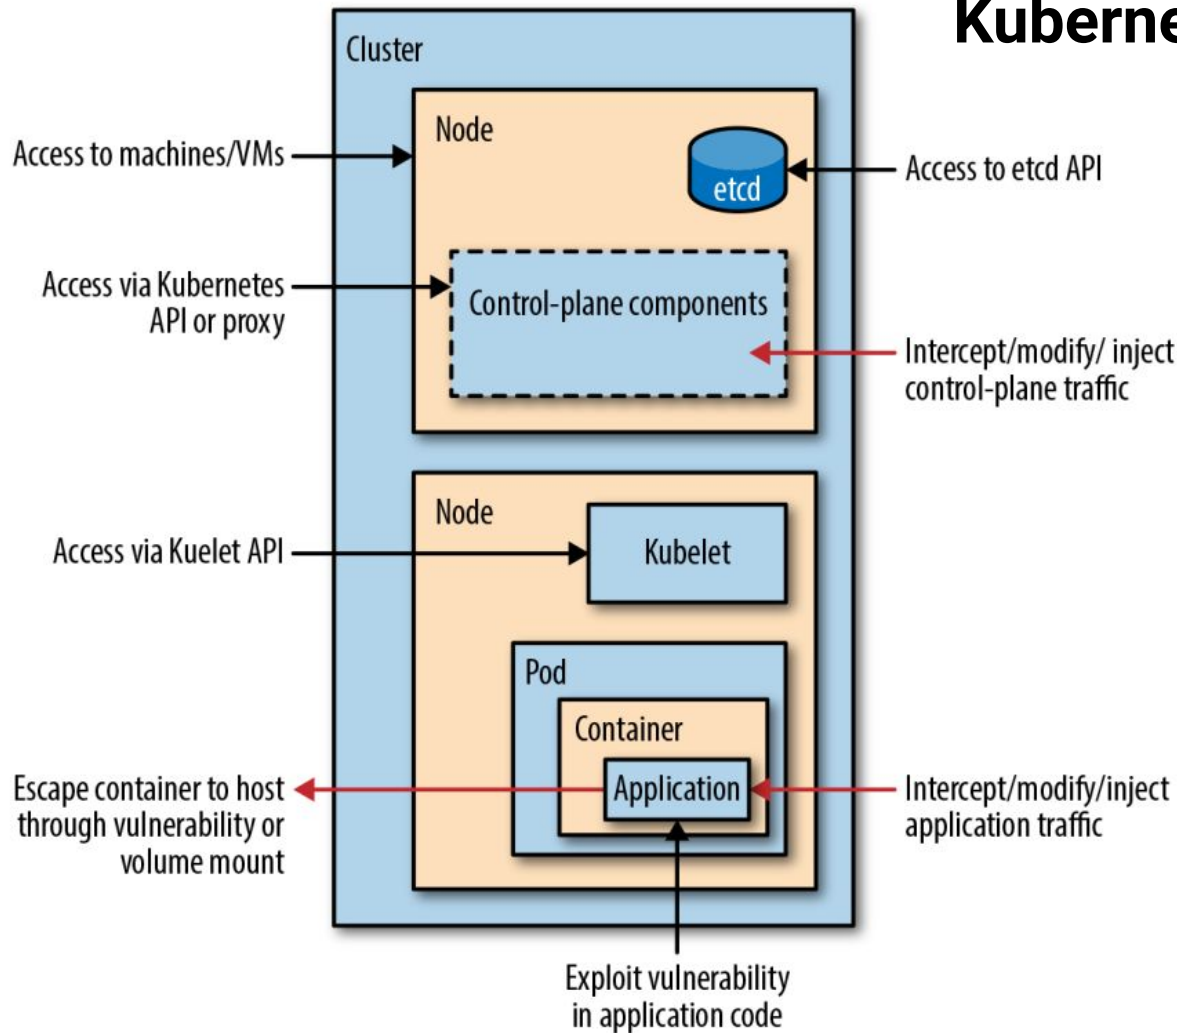 Kuberne
Cluster
Node
Access to machines/VMs
etcd
Access to etcd API
Access via Kubernetes
API or proxy
Control-plane components
Intercept/modify/ inject
control-plane traffic
Node
Access via Kuelet API
Kubelet
Pod
Container
Application
Escape container to host
through vulnerability or
volume mount
Intercept/modify/inject
application traffic
Exploit vulnerability
in application code